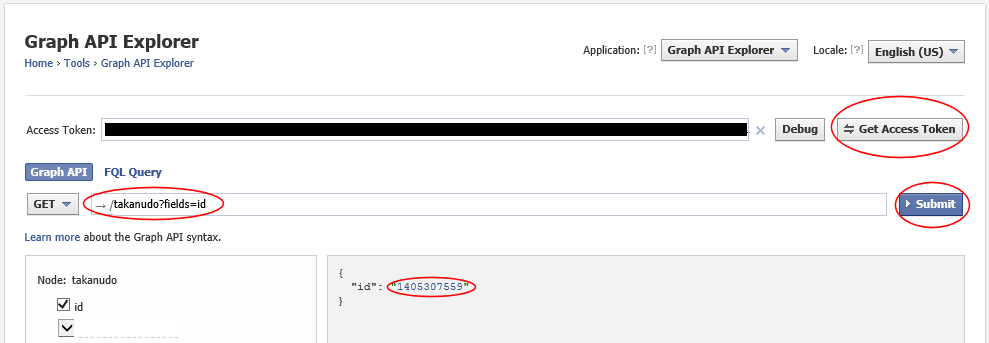 Graph API Explorer
Home › Tools › Graph API Explorer
Application: [?] Graph API Explorer
Locale: [?] English (US)
Access Token:
Debug
Get Access Token
Graph API FQL Query
GET → /takanudo?fields=id Submit
Learn more about the Graph API syntax.
Node: takanudo
id
{
"id": "1405307559"
}